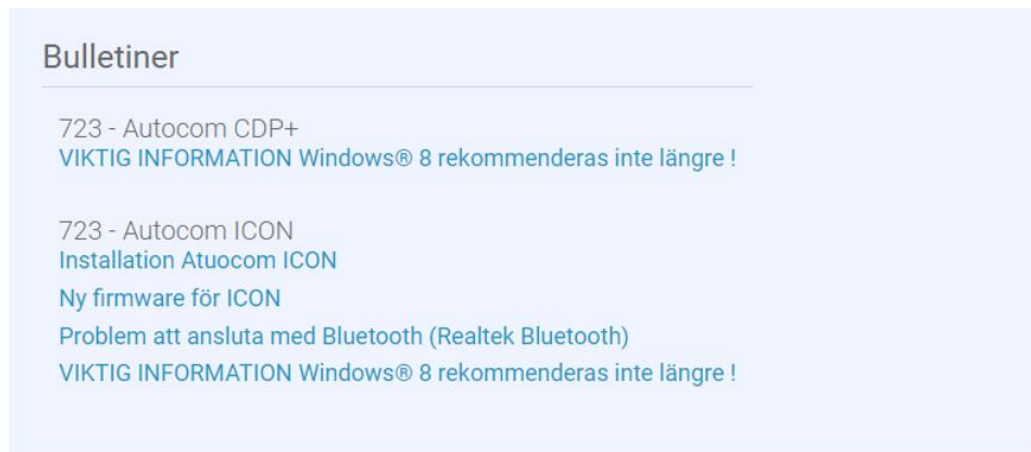 Bulletiner
723 - Autocom CDP+
VIKTIG INFORMATION Windows® 8 rekommenderas inte längre !
723 - Autocom ICON
Installation Atuocom ICON
Ny firmware för ICON
Problem att ansluta med Bluetooth (Realtek Bluetooth)
VIKTIG INFORMATION Windows® 8 rekommenderas inte längre !